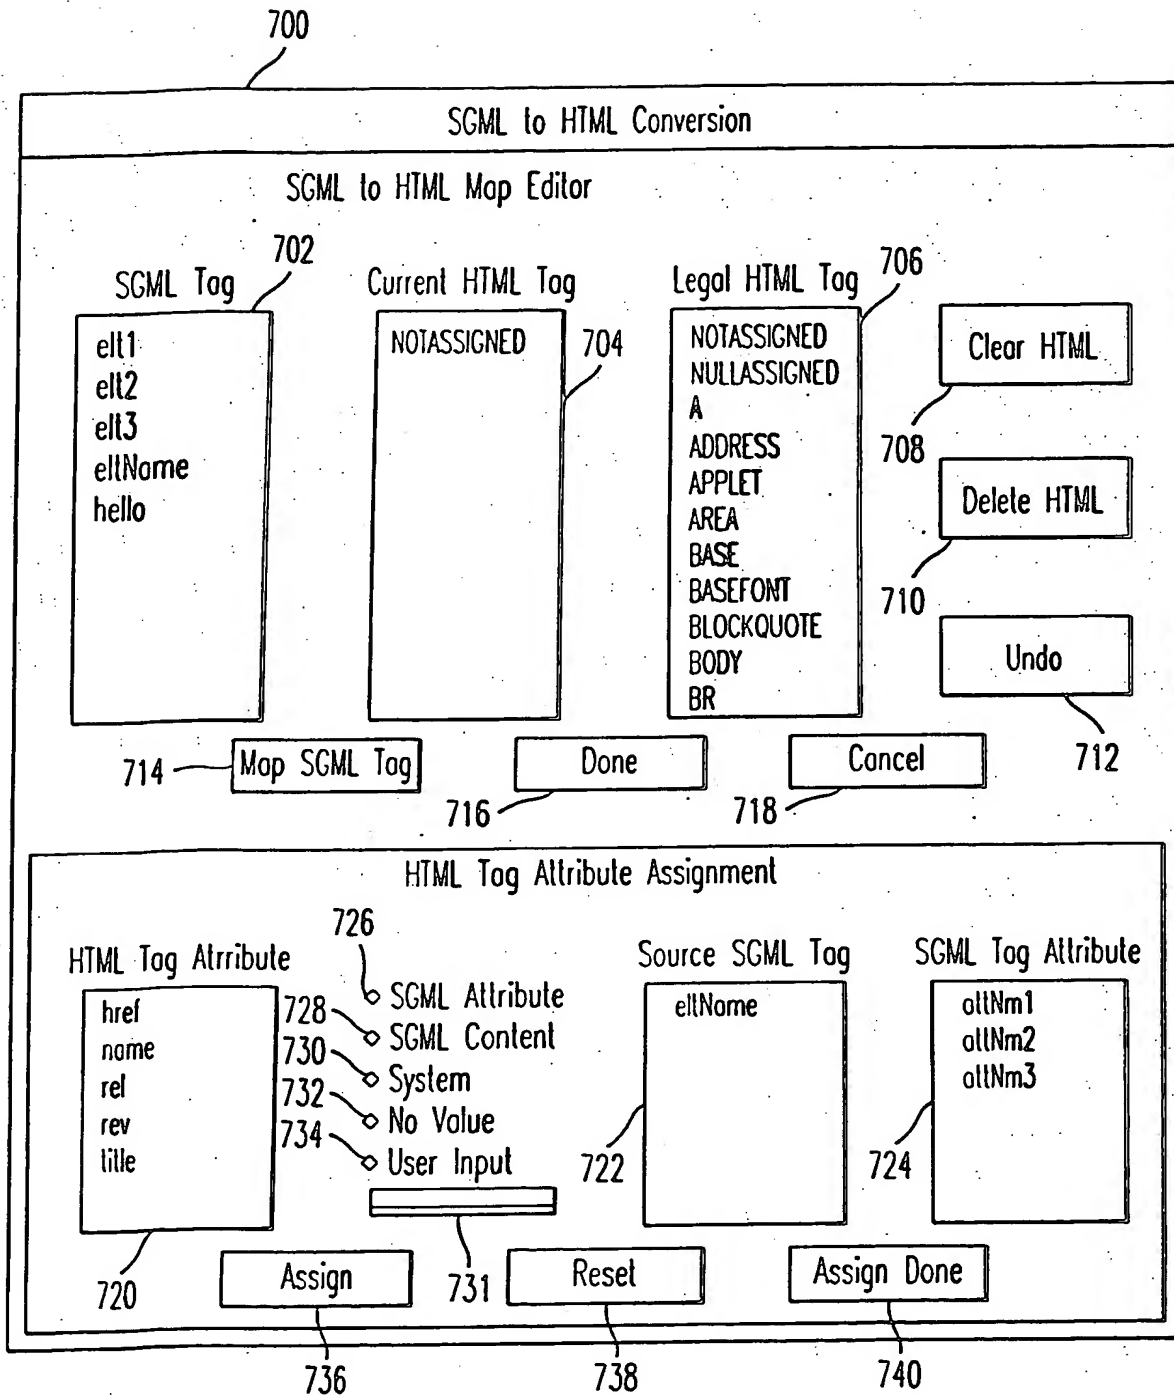 700
SGML to HTML Conversion
SGML to HTML Map Editor
702
706
SGML Tag
Current HTML Tag
Legal HTML Tag
elt1
elt2
elt3
eltName
hello
NOTASSIGNED
704
NOTASSIGNED
NULLASSIGNED
A
ADDRESS
APPLET
AREA
BASE
BASEFONT
BLOCKQUOTE
BODY
BR
Clear HTML
708
Delete HTML
710
Undo
712
714
Map SGML Tag
Done
Cancel
716
718
HTML Tag Attribute Assignment
726
HTML Tag Atrribute
Source SGML Tag
SGML Tag Attribute
href
name
rel
rev
title
SGML Attribute
728
SGML Content
730
System
732
No Value
734
User Input
eltName
722
attNm1
attNm2
attNm3
724
720
Assign
731
Reset
Assign Done
736
738
740